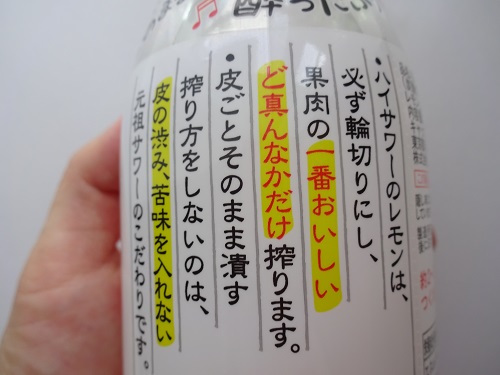 酔っ
・ハイサワーのレモンは、
必ず輪切りにし、
果肉の一番おいしい
ど真んなかだけ搾ります。
・皮ごとそのまま潰す
搾り方をしないのは、
皮の渋み、苦味を入れない
元祖サワーのこだわりです。